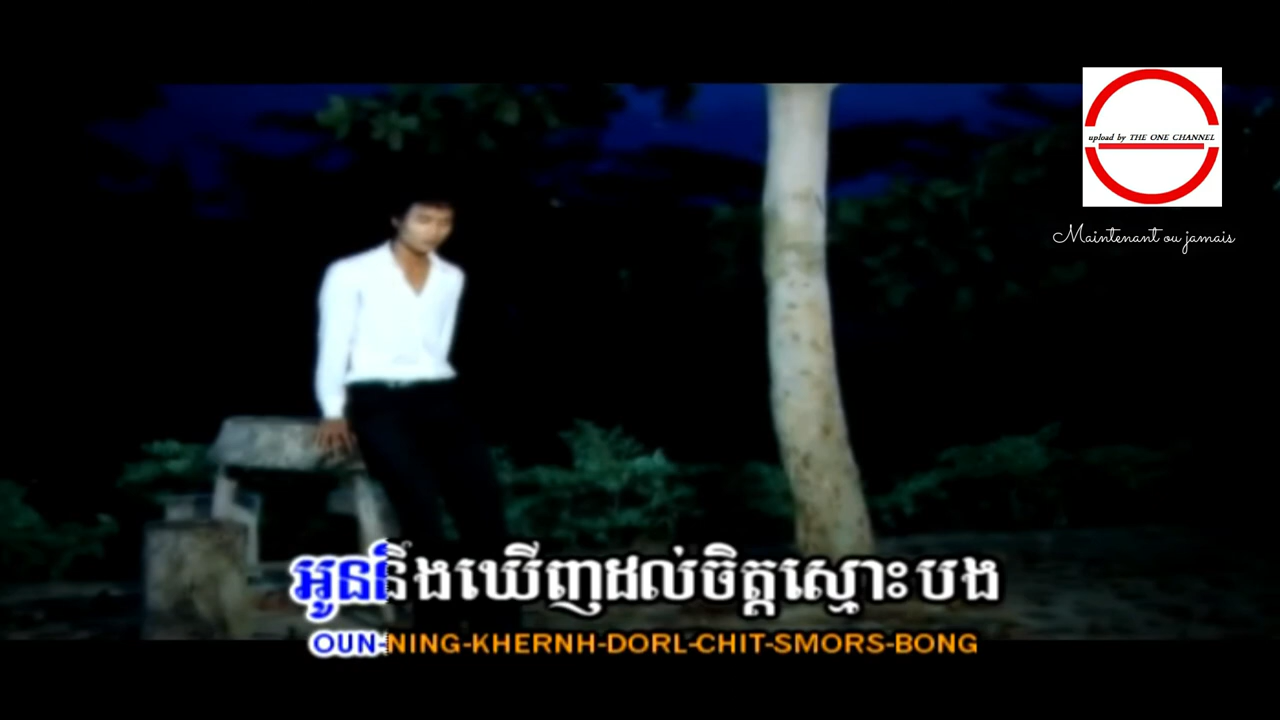 upload by THE ONE CHANNEL
Maintenant ou jamais
អូននឹងឃើញដល់ចិត្តស្មោះបង
OUN-NING-KHERNH-DORL-CHIT-SMORS-BONG